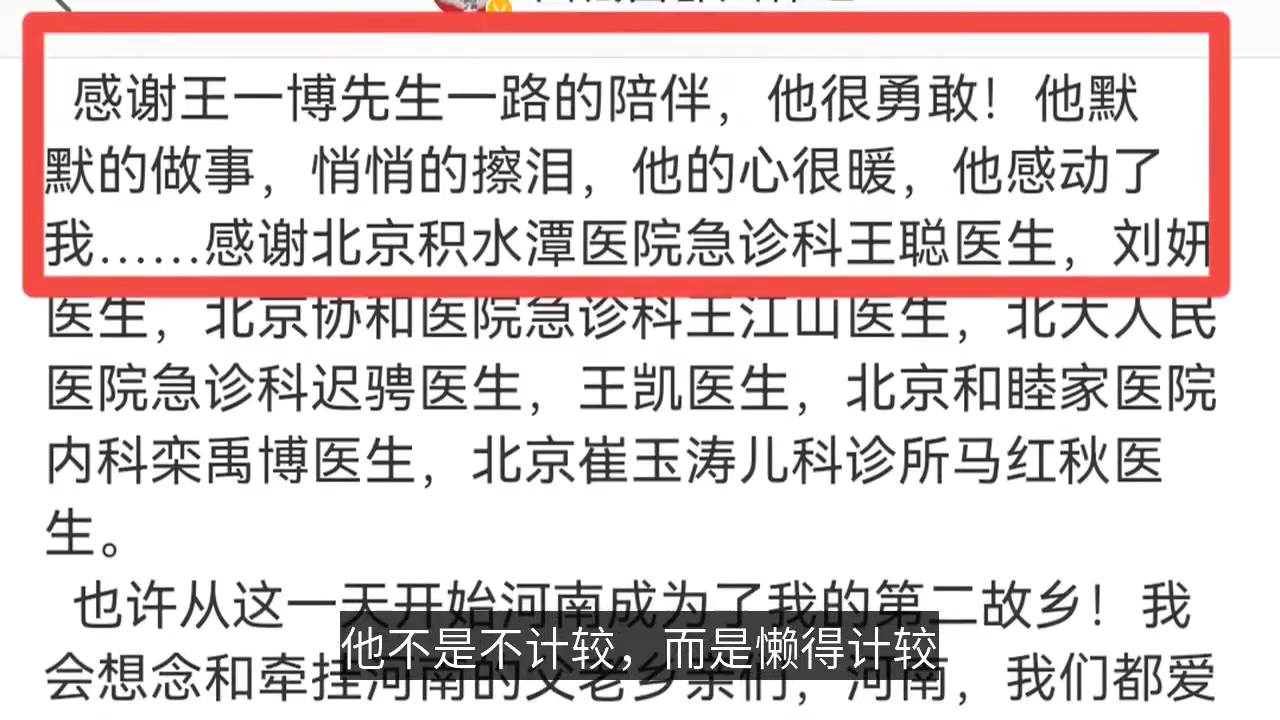 感谢王一博先生一路的陪伴，他很勇敢！他默
默的做事，悄悄的擦泪，他的心很暖，他感动了
我……感谢北京积水潭医院急诊科王聪医生，刘妍
医生，北京协和医院急诊科王江山医生，北大人民
医院急诊科迟骋医生，王凯医生，北京和睦家医院
内科栾禹博医生，北京崔玉涛儿科诊所马红秋医
生。
也许从这一天开始河南成为了我的第二故乡！我
会想念和牵挂河南的父老乡亲们，河南，我们都爱
他不是不计较，而是懒得计较